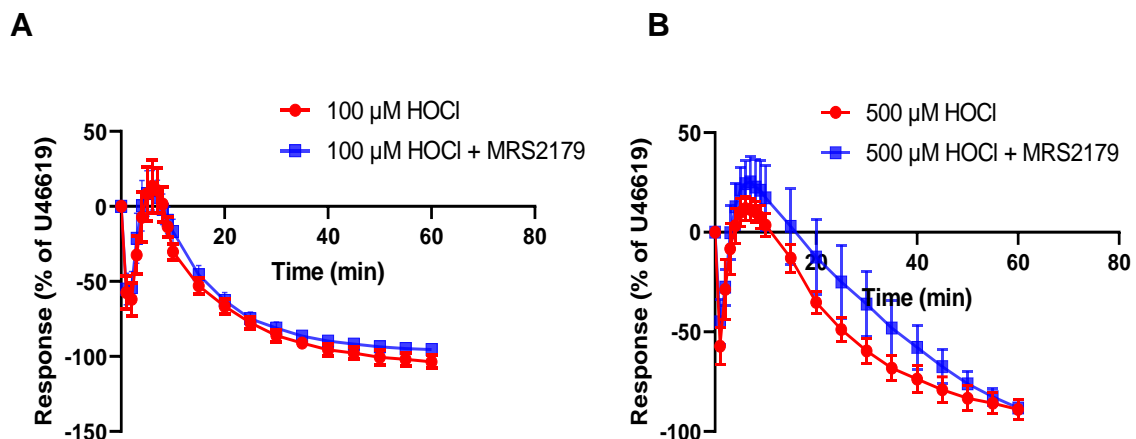 A
100 µM HOCl
100 µM HOCl + MRS2179
Response (% of U46619)
50
0
-50
-100
-150
20
40
60
80
Time (min)
B
500 µM HOCl
500 µM HOCl + MRS2179
Response (% of U46619)
50
0
-50
-100
20
40
60
80
Time (min)